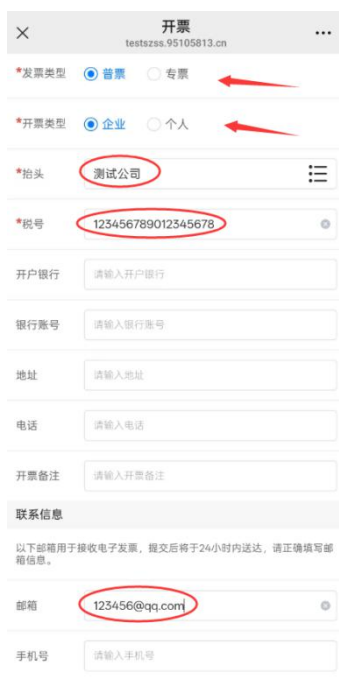 开票
testszss.95105813.cn
*发票类型 普票 专票
*开票类型 企业 个人
*抬头 测试公司
*税号 123456789012345678
开户银行 请输入开户银行
银行账号 请输入银行账号
地址 请输入地址
电话 请输入电话
开票备注 请输入开票备注
联系信息
以下邮箱用于接收电子发票，提交后将于24小时内送达，请正确填写邮
箱信息。
邮箱 123456@qq.com
手机号 请输入手机号